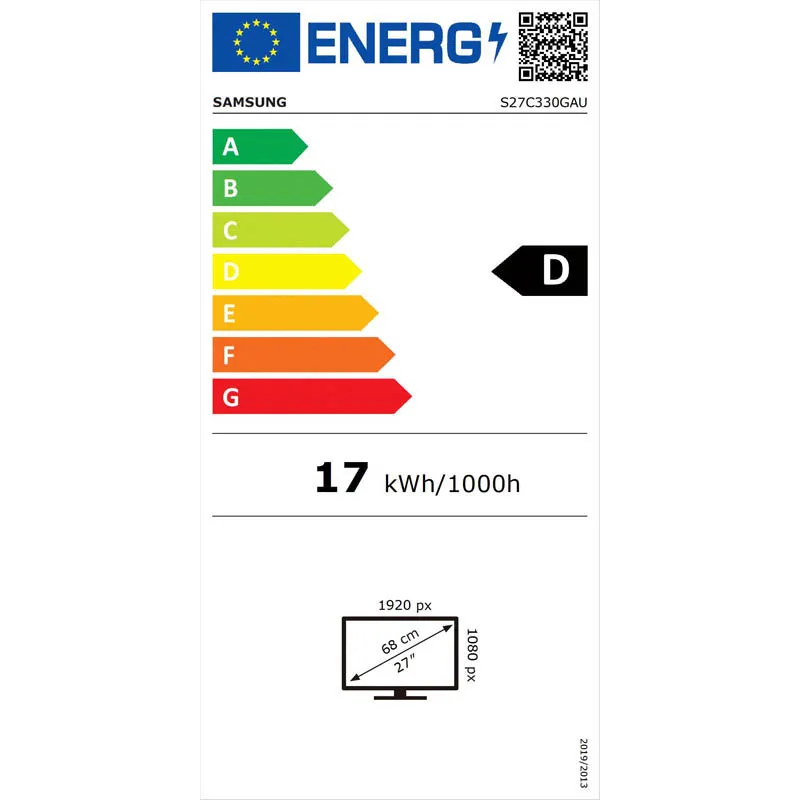 ENERG
SAMSUNG S27C330GAU
A
B
C
D
D
E
F
G
17 kWh/1000h
1920 px
68 cm
27”
1080 px
2019/2013